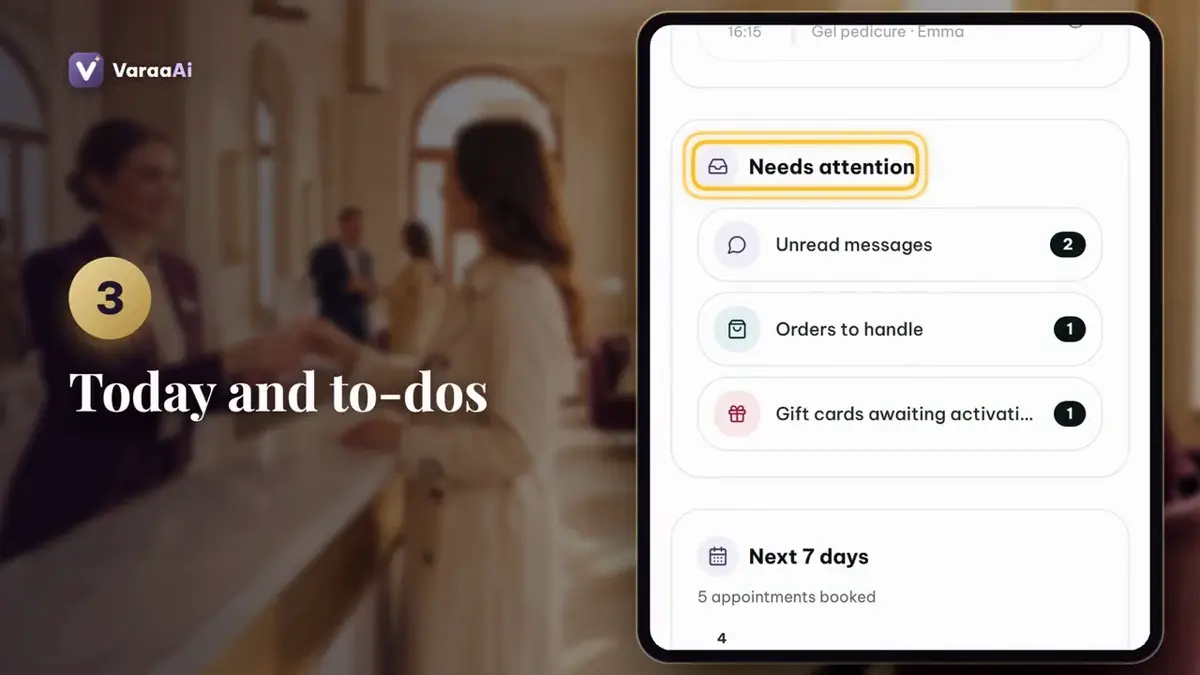 VaraaAi
3
Today and to-dos
16:15
Gel pedicure · Emma
Needs attention
Unread messages
2
Orders to handle
1
Gift cards awaiting activati...
1
Next 7 days
5 appointments booked
4